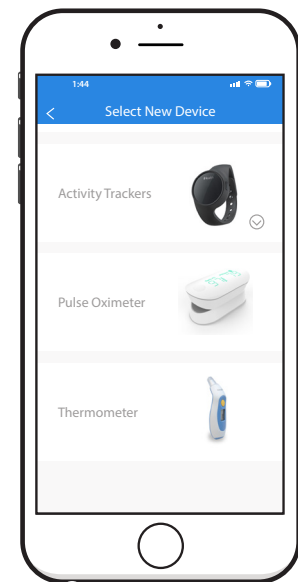 1:44
Select New Device
Activity Trackers
Pulse Oximeter
Thermometer